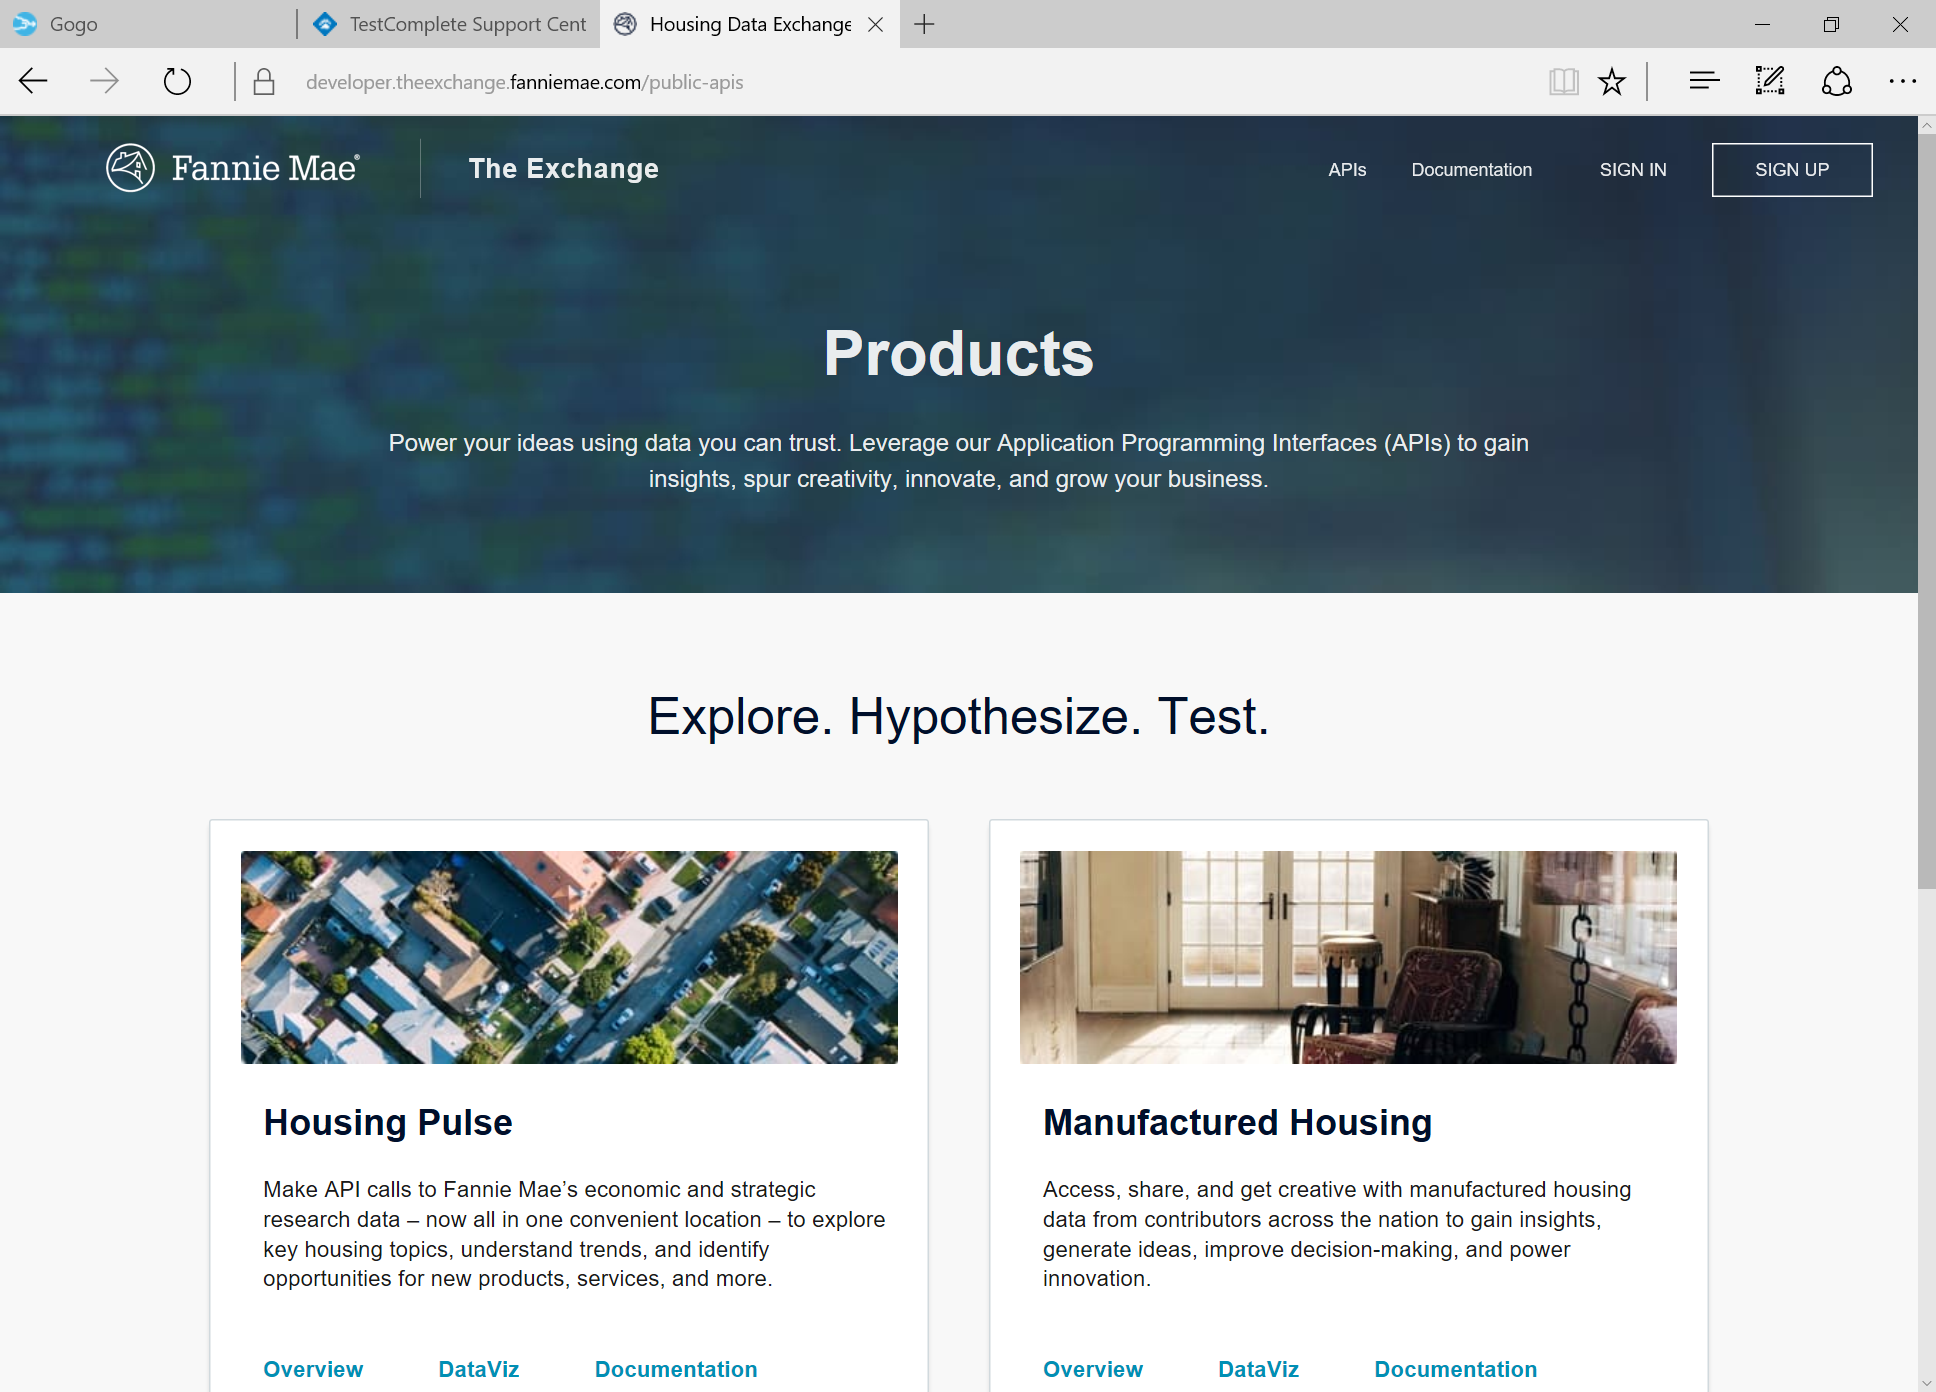 Gogo
TestComplete Support Cent
Housing Data Exchange
developer.theexchange.fanniemae.com/public-apis
Fannie Mae®
The Exchange
APIs
Documentation
SIGN IN
SIGN UP
Products
Power your ideas using data you can trust. Leverage our Application Programming Interfaces (APIs) to gain
insights, spur creativity, innovate, and grow your business.
Explore. Hypothesize. Test.
Housing Pulse
Make API calls to Fannie Mae’s economic and strategic
research data – now all in one convenient location – to explore
key housing topics, understand trends, and identify
opportunities for new products, services, and more.
Overview
DataViz
Documentation
Manufactured Housing
Access, share, and get creative with manufactured housing
data from contributors across the nation to gain insights,
generate ideas, improve decision-making, and power
innovation.
Overview
DataViz
Documentation